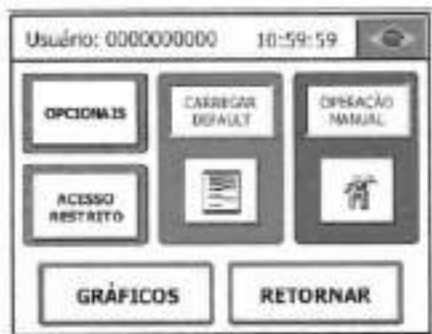 Usuário: 0000000000 10:59:59
OPCIONAIS
CARREGAR
DEFAULT
OPERAÇÃO
MANUAL
ACESSO
RESTRITO
GRÁFICOS
RETORNAR